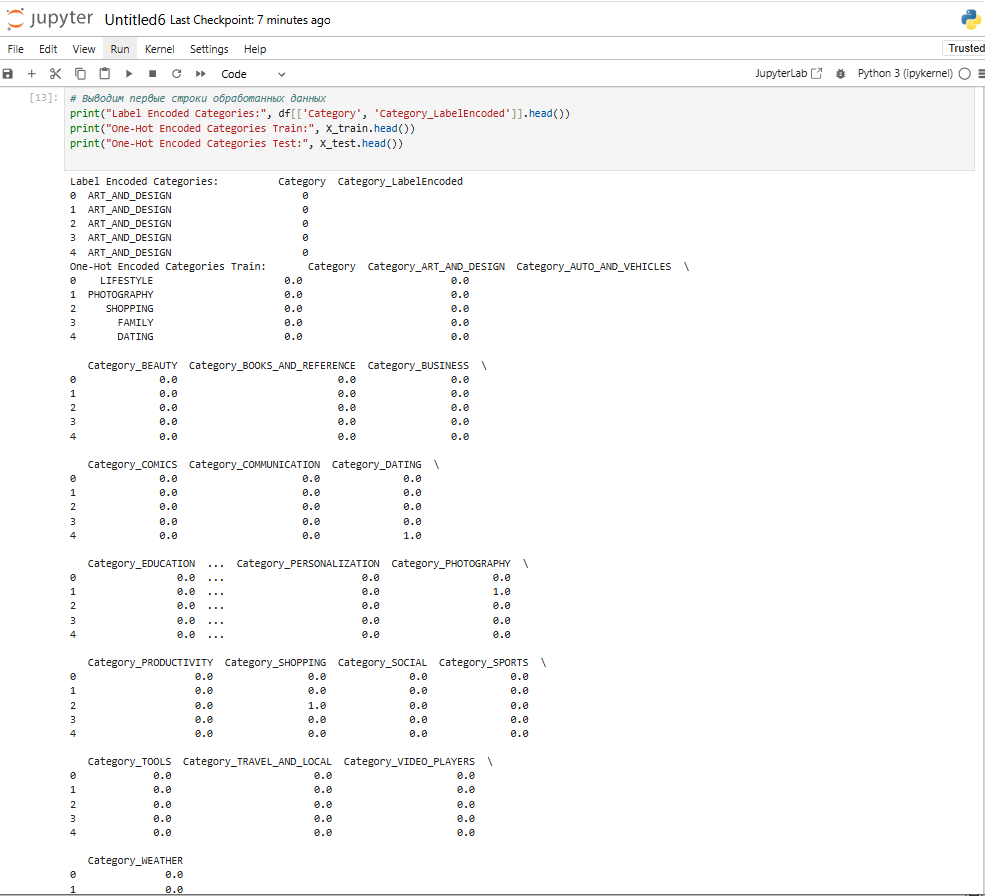 jupyter Untitled6 Last Checkpoint: 7 minutes ago
File Edit View Run Kernel Settings Help Trusted
Code JupyterLab Python 3 (ipykernel)
[13]: # Выводим первые строки обработанных данных
print("Label Encoded Categories:", df[['Category', 'Category_LabelEncoded']].head())
print("One-Hot Encoded Categories Train:", X_train.head())
print("One-Hot Encoded Categories Test:", X_test.head())
Label Encoded Categories: Category Category_LabelEncoded
0 ART_AND_DESIGN 0
1 ART_AND_DESIGN 0
2 ART_AND_DESIGN 0
3 ART_AND_DESIGN 0
4 ART_AND_DESIGN 0
One-Hot Encoded Categories Train: Category Category_ART_AND_DESIGN Category_AUTO_AND_VEHICLES \
0 LIFESTYLE 0.0 0.0
1 PHOTOGRAPHY 0.0 0.0
2 SHOPPING 0.0 0.0
3 FAMILY 0.0 0.0
4 DATING 0.0 0.0
Category_BEAUTY Category_BOOKS_AND_REFERENCE Category_BUSINESS \
0 0.0 0.0 0.0
1 0.0 0.0 0.0
2 0.0 0.0 0.0
3 0.0 0.0 0.0
4 0.0 0.0 0.0
Category_COMICS Category_COMMUNICATION Category_DATING \
0 0.0 0.0 0.0
1 0.0 0.0 0.0
2 0.0 0.0 0.0
3 0.0 0.0 0.0
4 0.0 0.0 1.0
Category_EDUCATION ... Category_PERSONALIZATION Category_PHOTOGRAPHY \
0 0.0 ... 0.0 0.0
1 0.0 ... 0.0 1.0
2 0.0 ... 0.0 0.0
3 0.0 ... 0.0 0.0
4 0.0 ... 0.0 0.0
Category_PRODUCTIVITY Category_SHOPPING Category_SOCIAL Category_SPORTS \
0 0.0 0.0 0.0 0.0
1 0.0 0.0 0.0 0.0
2 0.0 1.0 0.0 0.0
3 0.0 0.0 0.0 0.0
4 0.0 0.0 0.0 0.0
Category_TOOLS Category_TRAVEL_AND_LOCAL Category_VIDEO_PLAYERS \
0 0.0 0.0 0.0
1 0.0 0.0 0.0
2 0.0 0.0 0.0
3 0.0 0.0 0.0
4 0.0 0.0 0.0
Category_WEATHER
0 0.0
1 0.0